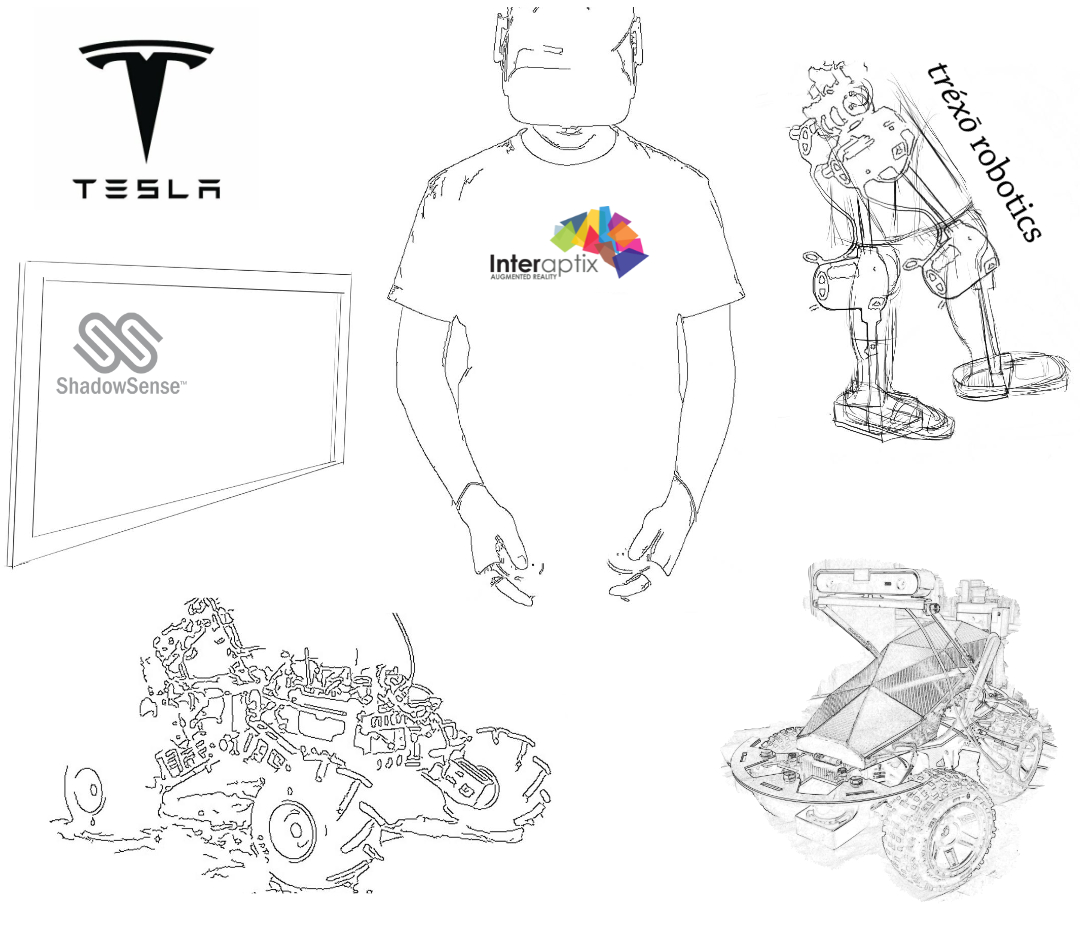 TESLA
Interaptix
AUGMENTED REALITY
tréxō robotics
ShadowSense™